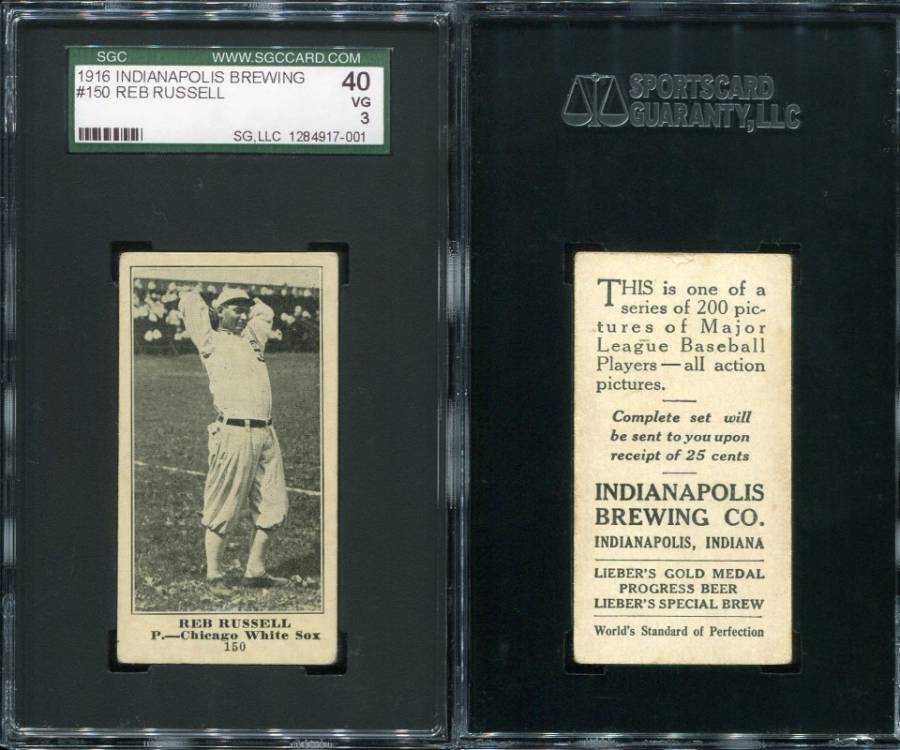 SGC WWW.SGCCARD.COM
1916 INDIANAPOLIS BREWING
#150 REB RUSSELL
40
VG
3
SG,LLC 1284917-001
REB RUSSELL
P.—Chicago White Sox
150
SPORTSCARD
GUARANTY, LLC
THIS is one of a
series of 200 pic-
tures of Major
League Baseball
Players—all action
pictures.
Complete set will
be sent to you upon
receipt of 25 cents
INDIANAPOLIS
BREWING CO.
INDIANAPOLIS, INDIANA
LIEBER'S GOLD MEDAL
PROGRESS BEER
LIEBER'S SPECIAL BREW
World's Standard of Perfection